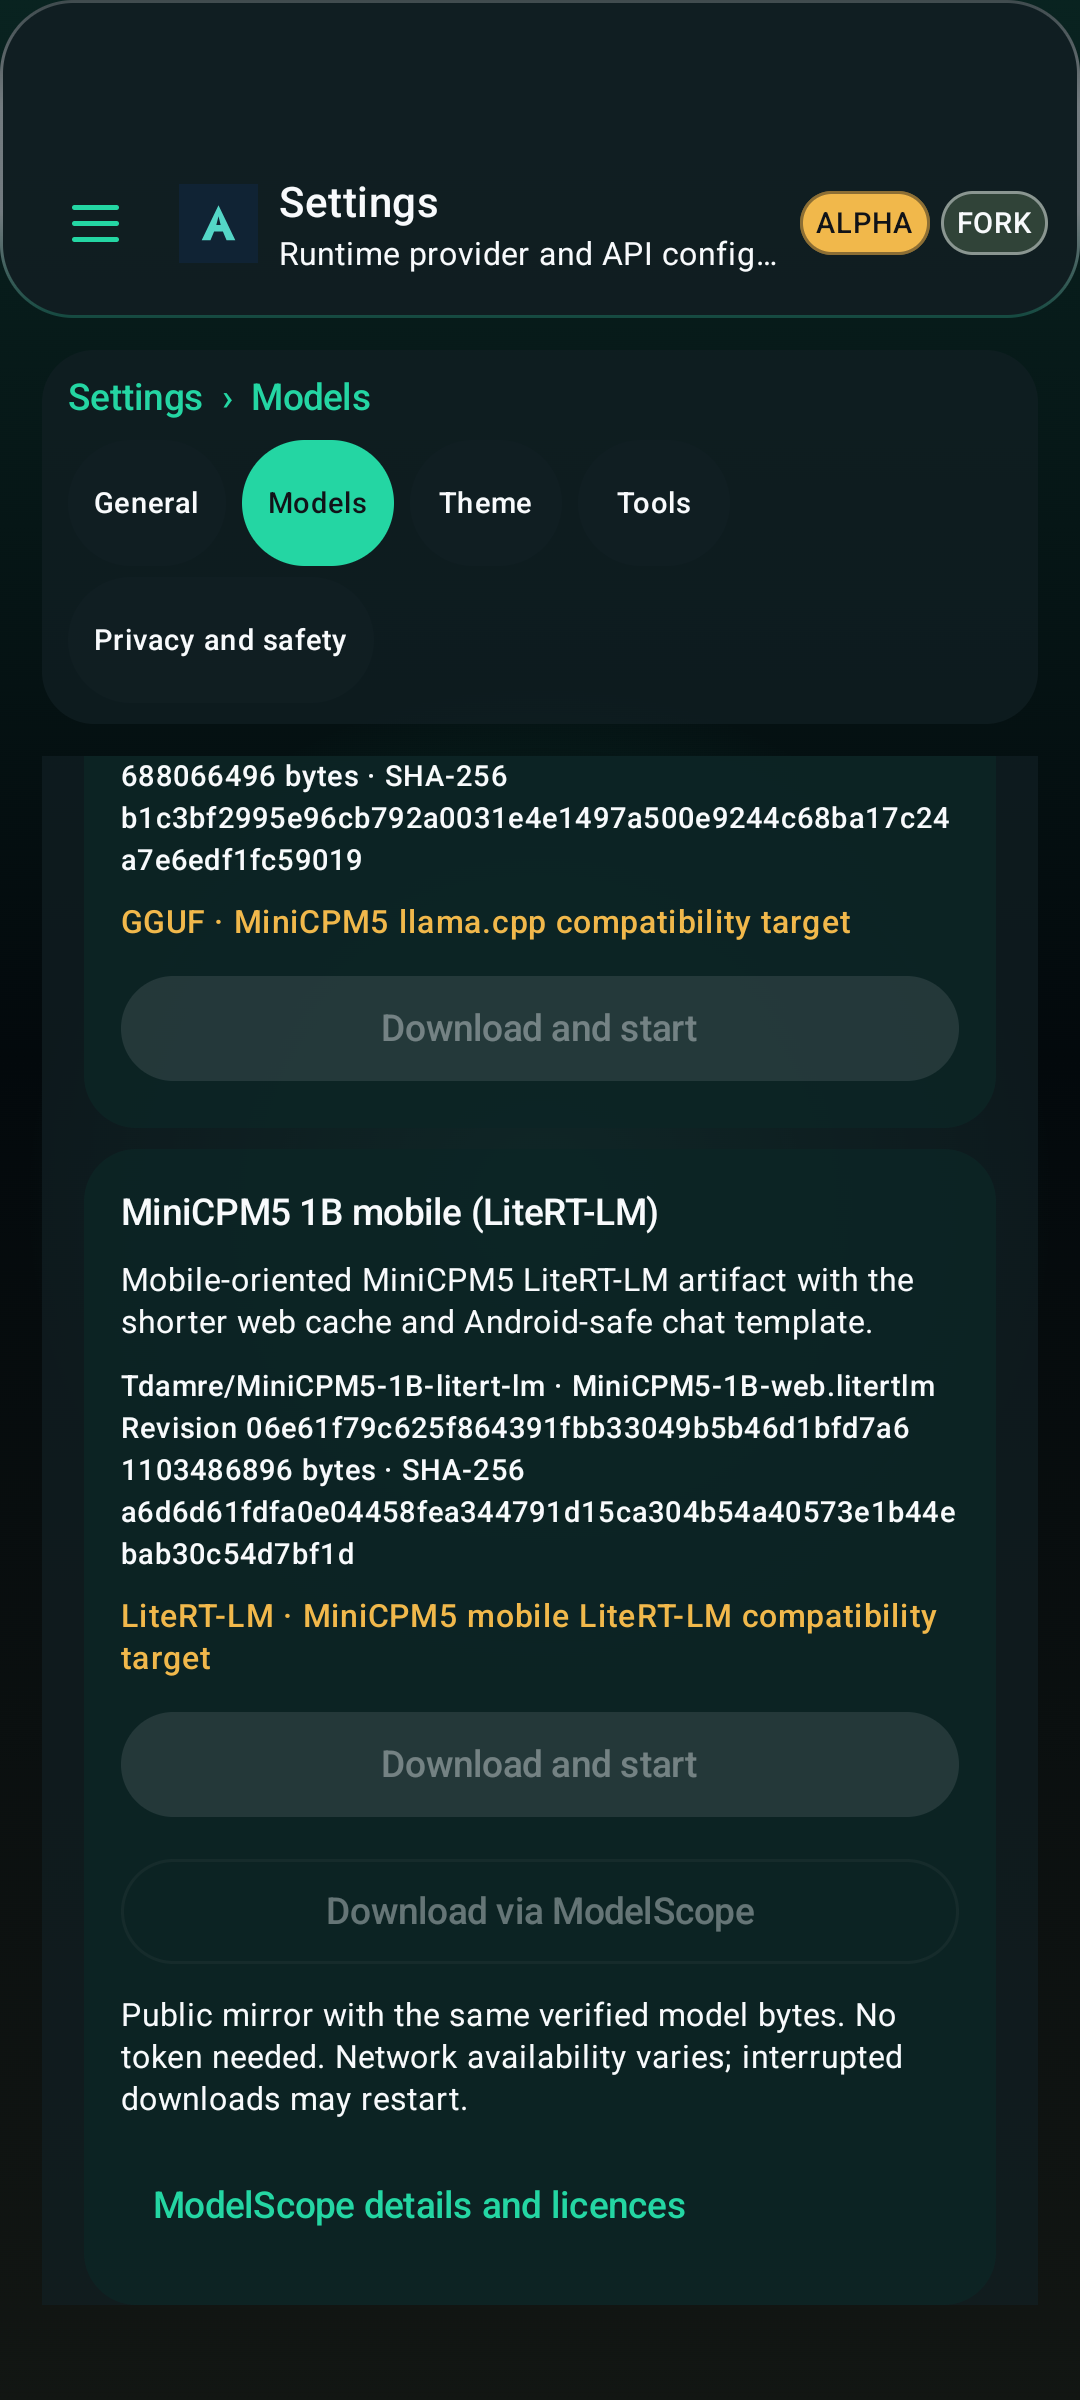 Settings
Runtime provider and API config…
ALPHA
FORK
Settings › Models
General
Models
Theme
Tools
Privacy and safety
688066496 bytes · SHA-256
b1c3bf2995e96cb792a0031e4e1497a500e9244c68ba17c24
a7e6edf1fc59019
GGUF · MiniCPM5 llama.cpp compatibility target
Download and start
MiniCPM5 1B mobile (LiteRT-LM)
Mobile-oriented MiniCPM5 LiteRT-LM artifact with the
shorter web cache and Android-safe chat template.
Tdamre/MiniCPM5-1B-litert-lm · MiniCPM5-1B-web.litertlm
Revision 06e61f79c625f864391fbb33049b5b46d1bfd7a6
1103486896 bytes · SHA-256
a6d6d61fdfa0e04458fea344791d15ca304b54a40573e1b44e
bab30c54d7bf1d
LiteRT-LM · MiniCPM5 mobile LiteRT-LM compatibility
target
Download and start
Download via ModelScope
Public mirror with the same verified model bytes. No
token needed. Network availability varies; interrupted
downloads may restart.
ModelScope details and licences